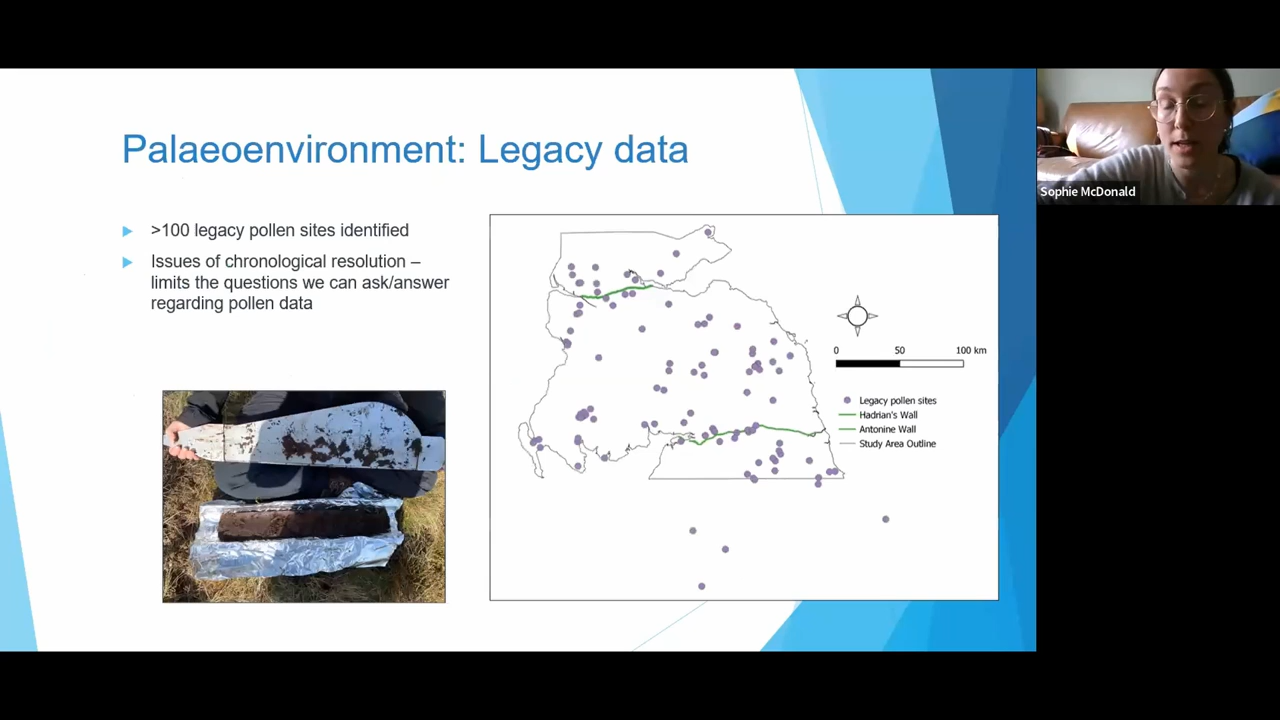 Palaeoenvironment: Legacy data
>100 legacy pollen sites identified
Issues of chronological resolution –
limits the questions we can ask/answer
regarding pollen data
0 50 100 km
Legacy pollen sites
Hadrian's Wall
Antonine Wall
Study Area Outline
Sophie McDonald